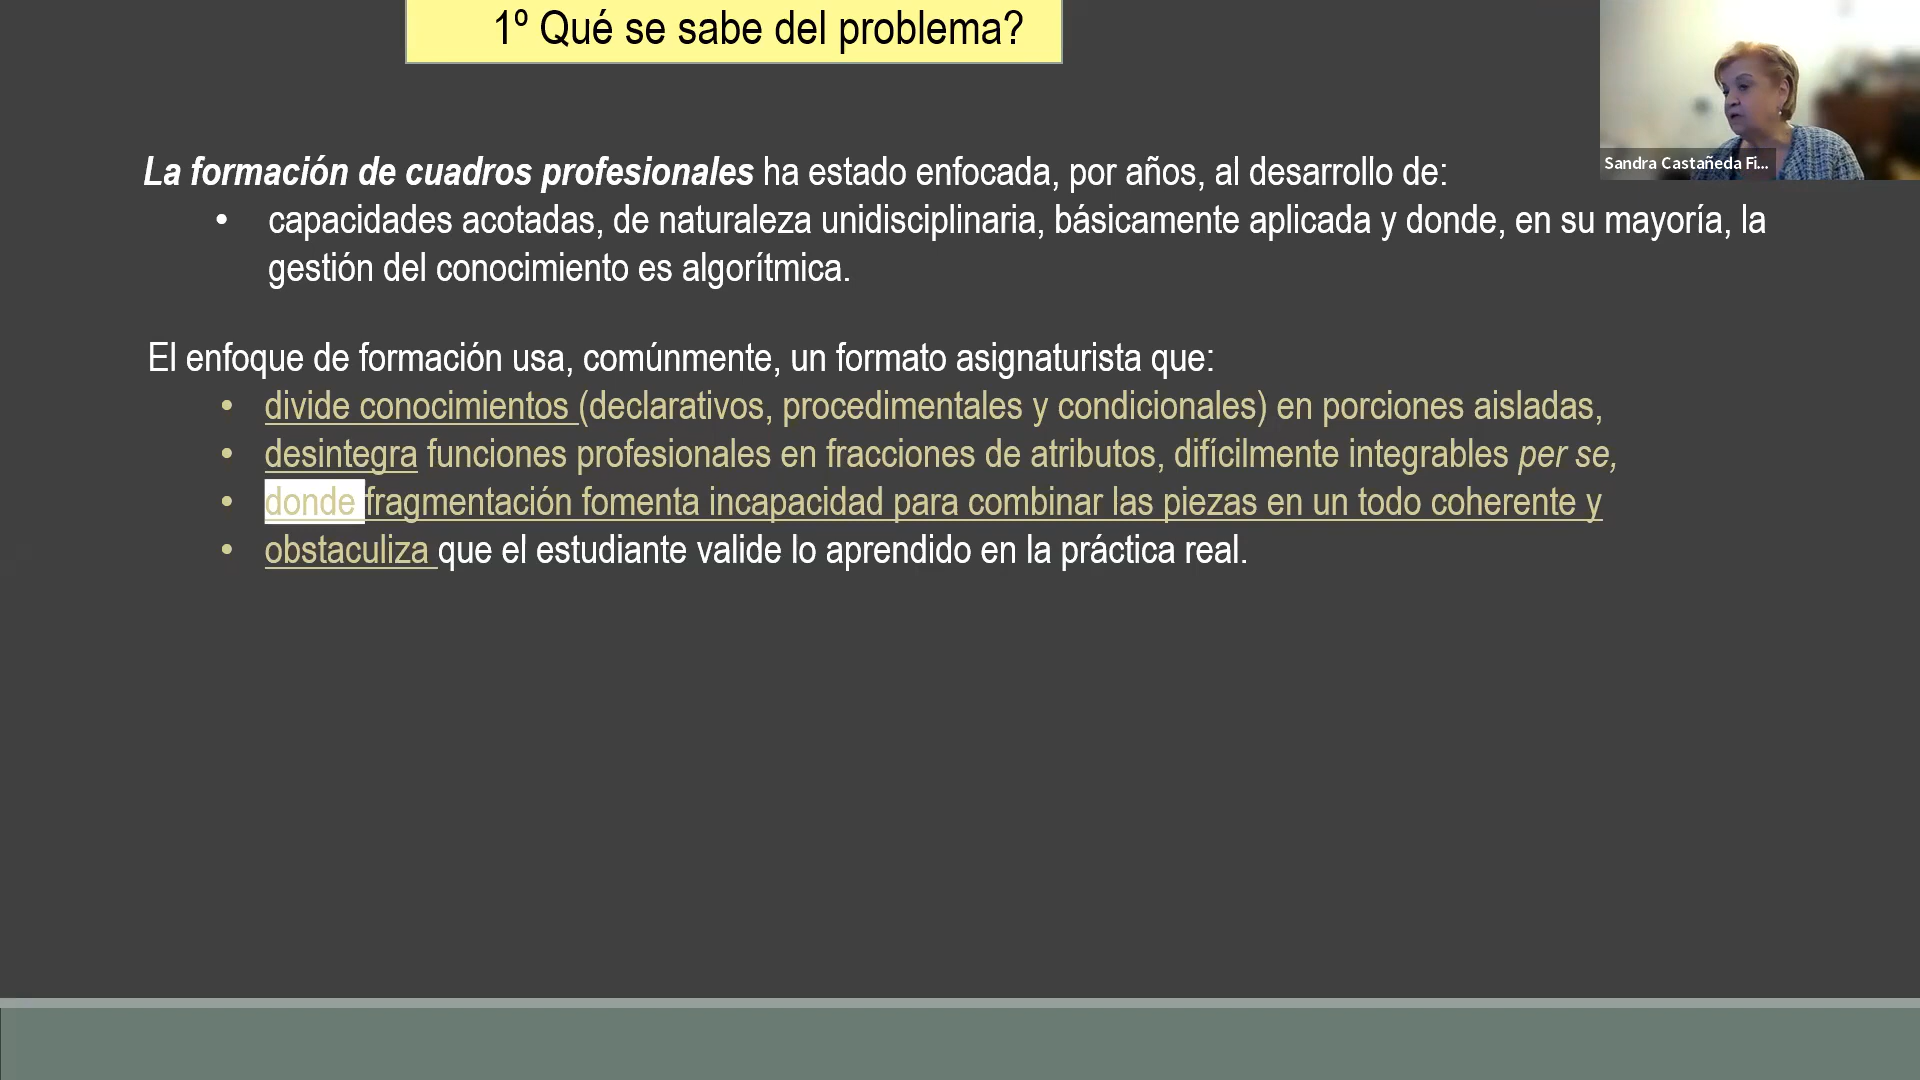 1º Qué se sabe del problema?
Sandra Castañeda Fi...
La formación de cuadros profesionales ha estado enfocada, por años, al desarrollo de:
• capacidades acotadas, de naturaleza unidisciplinaria, básicamente aplicada y donde, en su mayoría, la
gestión del conocimiento es algorítmica.
El enfoque de formación usa, comúnmente, un formato asignaturista que:
• divide conocimientos (declarativos, procedimentales y condicionales) en porciones aisladas,
• desintegra funciones profesionales en fracciones de atributos, difícilmente integrables per se,
• donde fragmentación fomenta incapacidad para combinar las piezas en un todo coherente y
• obstaculiza que el estudiante valide lo aprendido en la práctica real.